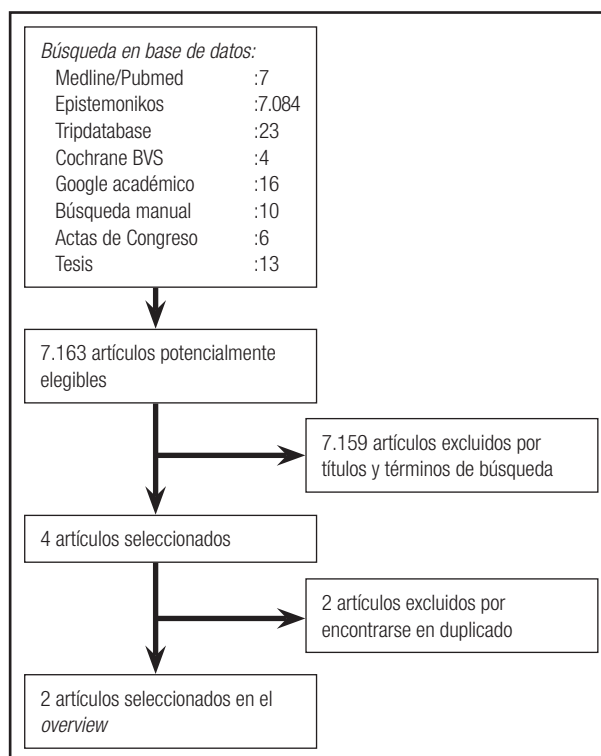 Búsqueda en base de datos:
Medline/Pubmed :7
Epistemonikos :7.084
Tripdatabase :23
Cochrane BVS :4
Google académico :16
Búsqueda manual :10
Actas de Congreso :6
Tesis :13
7.163 artículos potencialmente
elegibles
7.159 artículos excluidos por
títulos y términos de búsqueda
4 artículos seleccionados
2 artículos excluidos por
encontrarse en duplicado
2 artículos seleccionados en el
overview